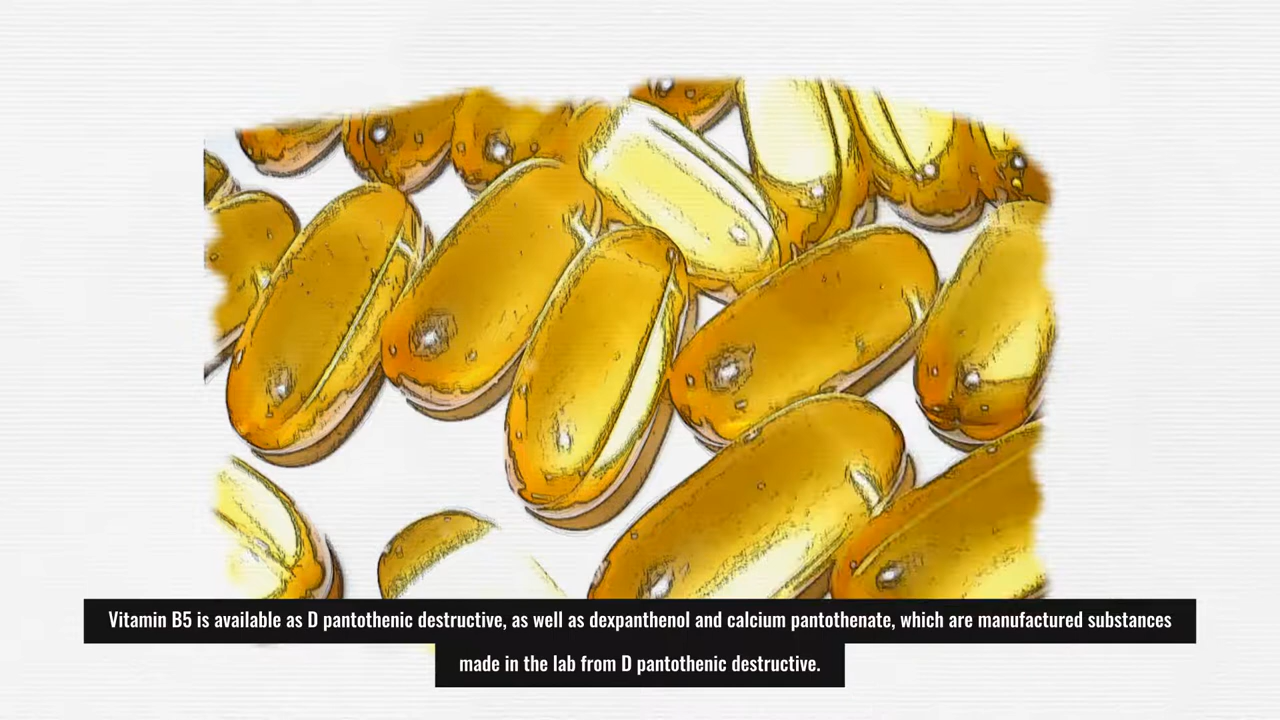 Vitamin B5 is available as D pantothenic destructive, as well as dexpanthenol and calcium pantothenate, which are manufactured substances
made in the lab from D pantothenic destructive.